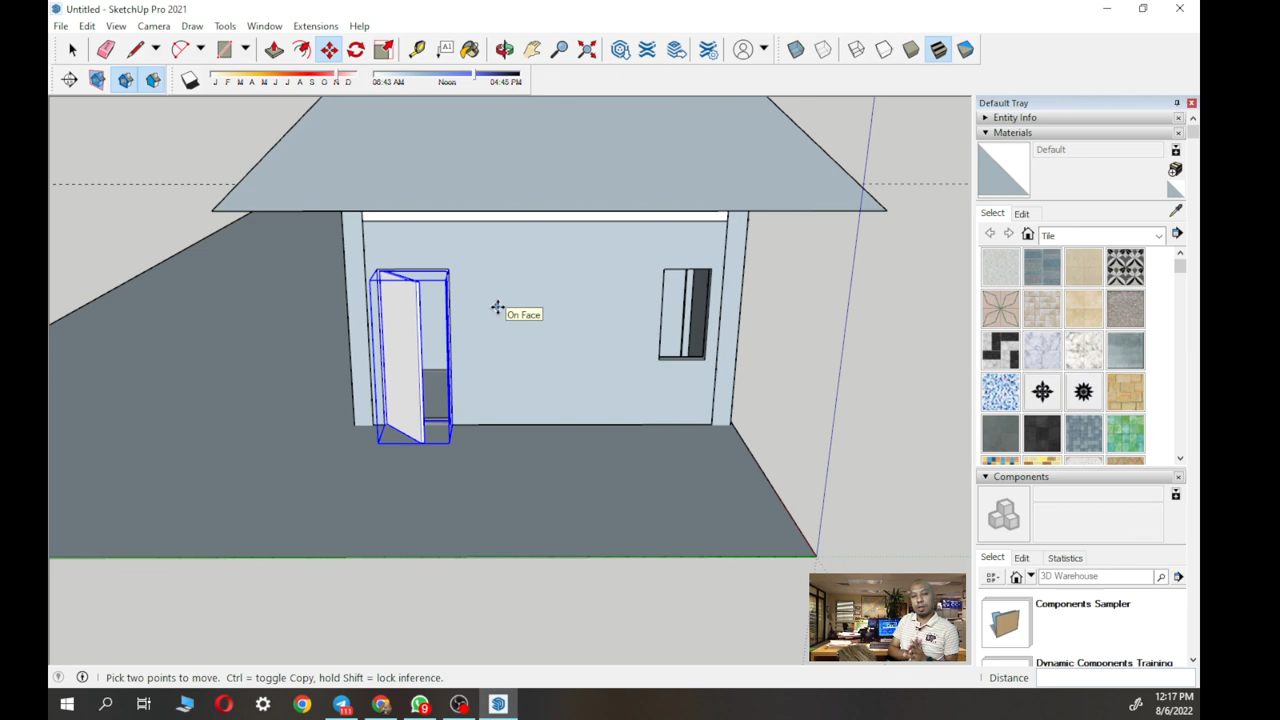 Untitled - SketchUp Pro 2021
File Edit View Camera Draw Tools Window Extensions Help
A1
J F M A M J J A S O N D
06:43 AM Noon 04:45 PM
Default Tray
Entity Info
Materials
Default
Select Edit
Tile
On Face
Components
Select Edit Statistics
3D Warehouse
Components Sampler
Dynamic Components Training
Pick two points to move. Ctrl = toggle Copy, hold Shift = lock inference.
Distance
111
9
12:17 PM
8/6/2022